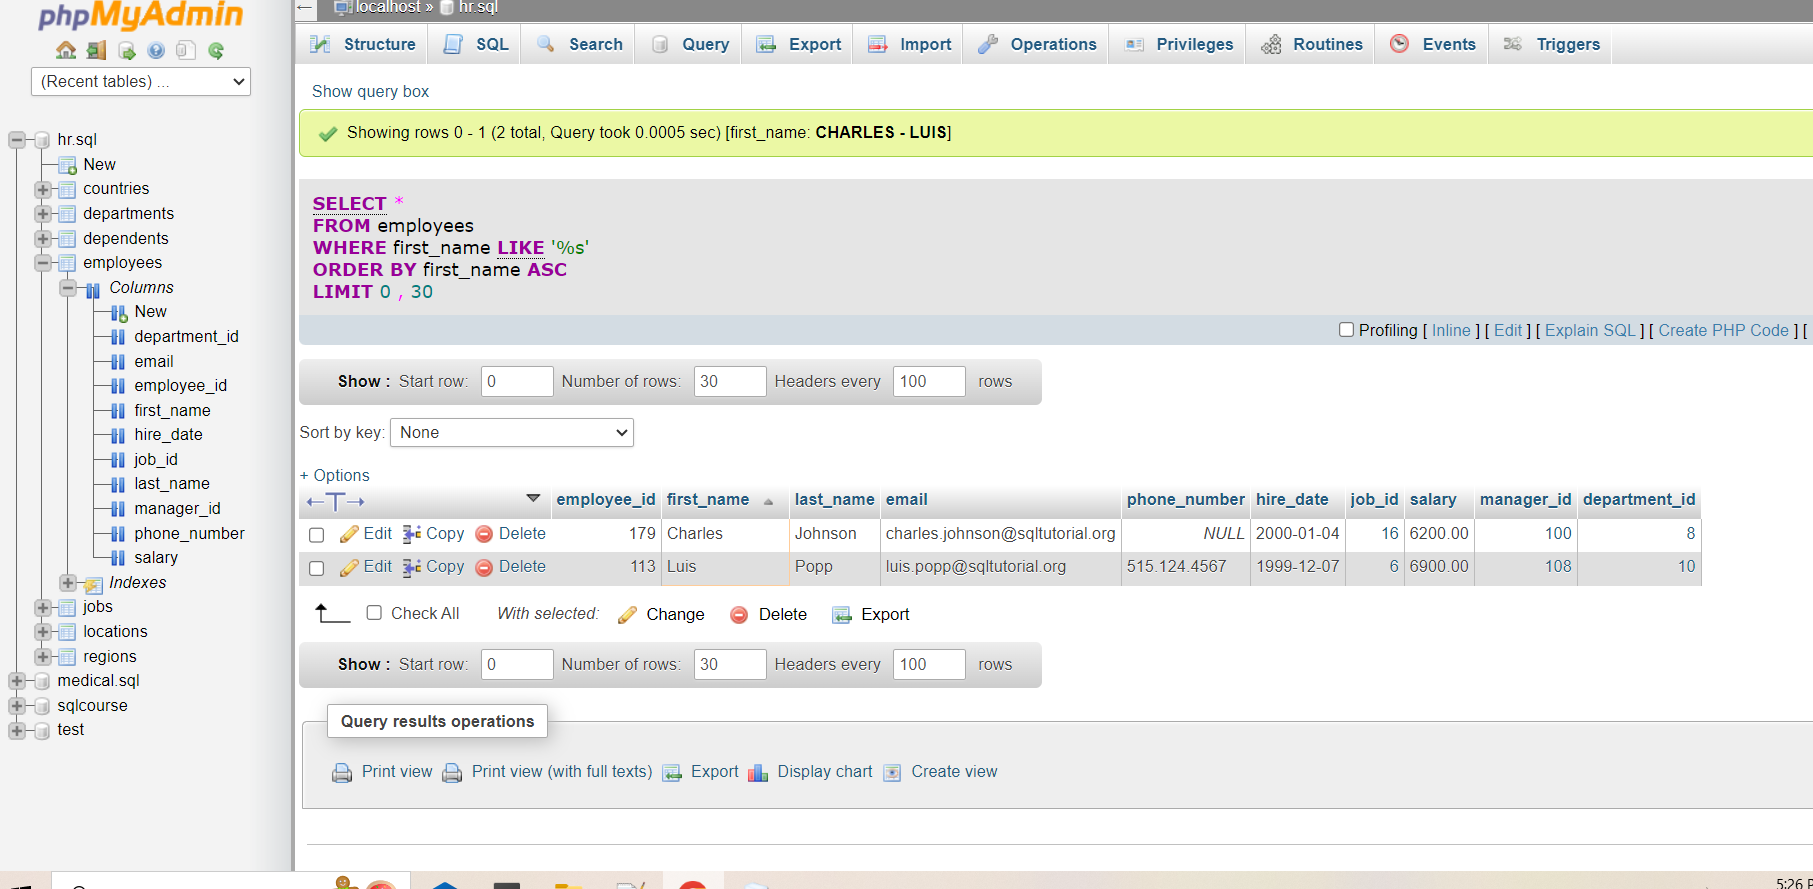 phpMyAdmin
(Recent tables) ...
hr.sql
New
countries
departments
dependents
employees
Columns
New
department_id
email
employee_id
first_name
hire_date
job_id
last_name
manager_id
phone_number
salary
Indexes
jobs
locations
regions
medical.sql
sqlcourse
test
localhost » hr.sql
Structure SQL Search Query Export Import Operations Privileges Routines Events Triggers
Show query box
Showing rows 0 - 1 (2 total, Query took 0.0005 sec) [first_name: CHARLES - LUIS]
SELECT *
FROM employees
WHERE first_name LIKE '%s'
ORDER BY first_name ASC
LIMIT 0 , 30
Profiling [ Inline ] [ Edit ] [ Explain SQL ] [ Create PHP Code ] [
Show : Start row: 0 Number of rows: 30 Headers every 100 rows
Sort by key: None
+ Options
←T→ employee_id first_name last_name email phone_number hire_date job_id salary manager_id department_id
Edit Copy Delete 179 Charles Johnson charles.johnson@sqltutorial.org NULL 2000-01-04 16 6200.00 100 8
Edit Copy Delete 113 Luis Popp luis.popp@sqltutorial.org 515.124.4567 1999-12-07 6 6900.00 108 10
Check All With selected: Change Delete Export
Show : Start row: 0 Number of rows: 30 Headers every 100 rows
Query results operations
Print view Print view (with full texts) Export Display chart Create view
5:26 P